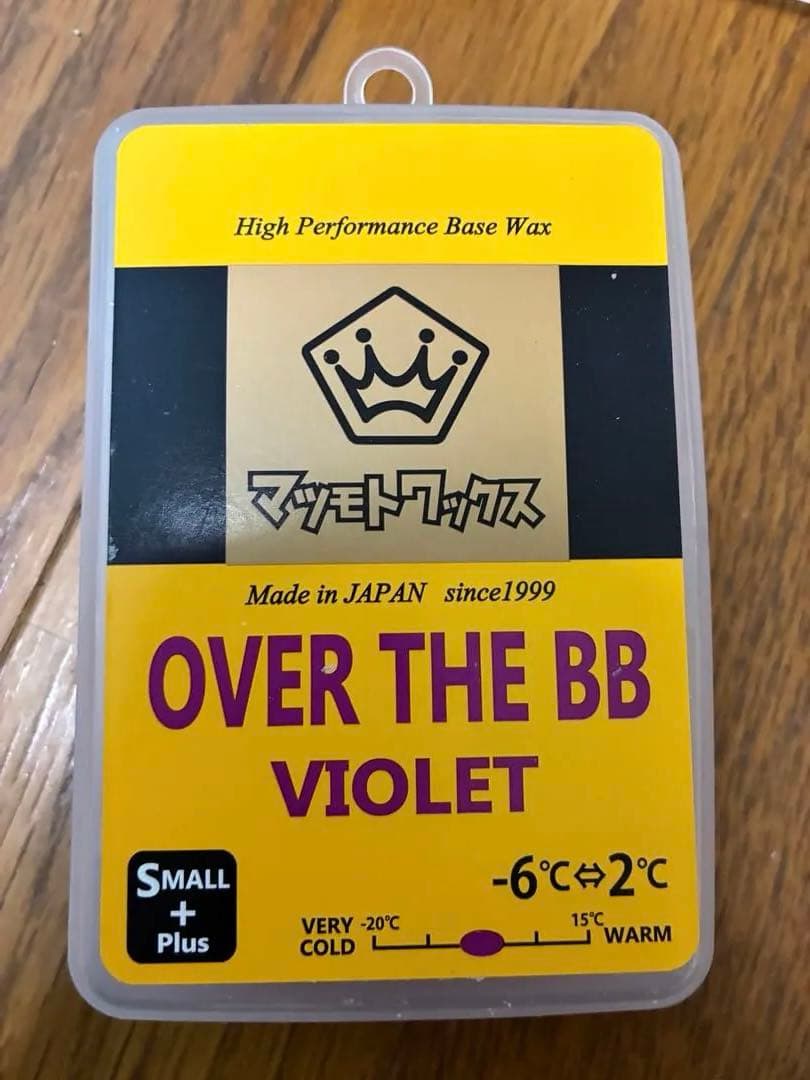 High Performance Base Wax
マツモトワックス
Made in JAPAN since1999
OVER THE BB
VIOLET
-6℃⇔2℃
SMALL
+
Plus
VERY COLD -20℃ 15℃ WARM